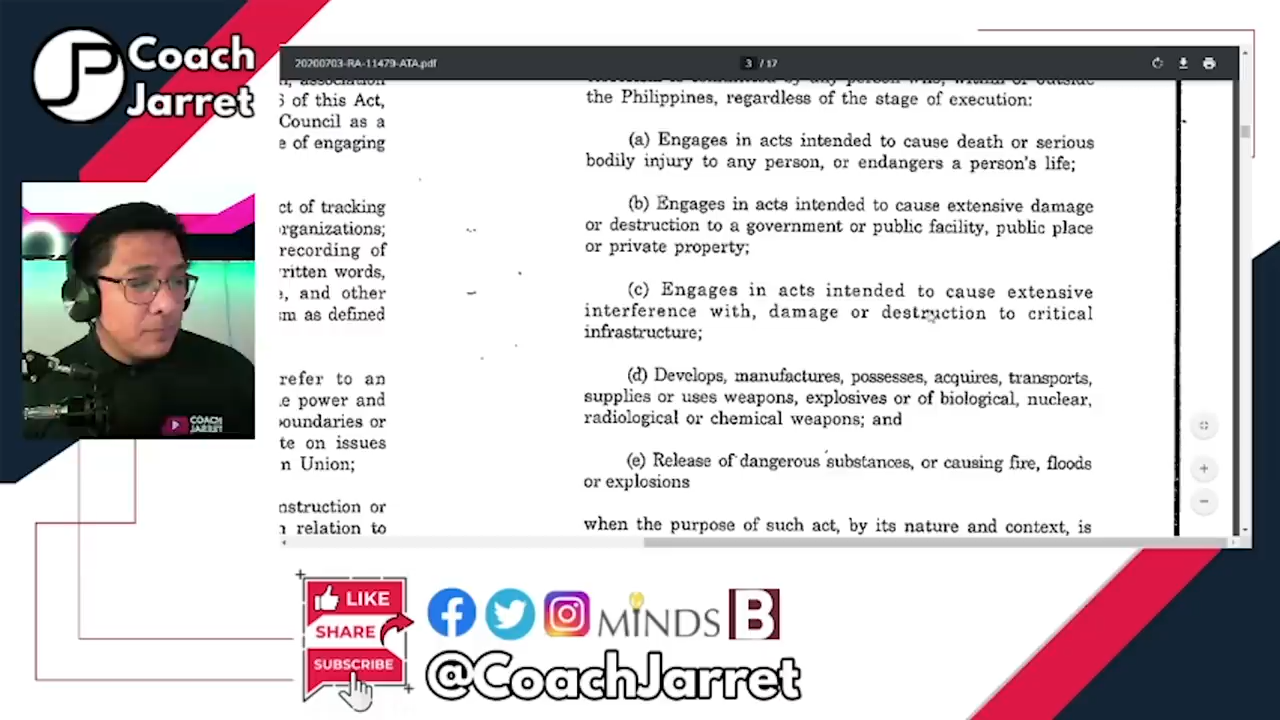 Coach
Jarret
20200703-RA-11479-ATA.pdf
3 / 17
6 of this Act,
Council as a
e of engaging
ct of tracking
organizations;
recording of
written words,
e, and other
sm as defined
refer to an
power and
boundaries or
te on issues
n Union;
nstruction or
n relation to
the Philippines, regardless of the stage of execution:
(a) Engages in acts intended to cause death or serious
bodily injury to any person, or endangers a person's life;
(b) Engages in acts intended to cause extensive damage
or destruction to a government or public facility, public place
or private property;
(c) Engages in acts intended to cause extensive
interference with, damage or destruction to critical
infrastructure;
(d) Develops, manufactures, possesses, acquires, transports,
supplies or uses weapons, explosives or of biological, nuclear,
radiological or chemical weapons; and
(e) Release of dangerous substances, or causing fire, floods
or explosions
when the purpose of such act, by its nature and context, is
COACH
JARRET
LIKE
SHARE
SUBSCRIBE
MINDS
B
@CoachJarret